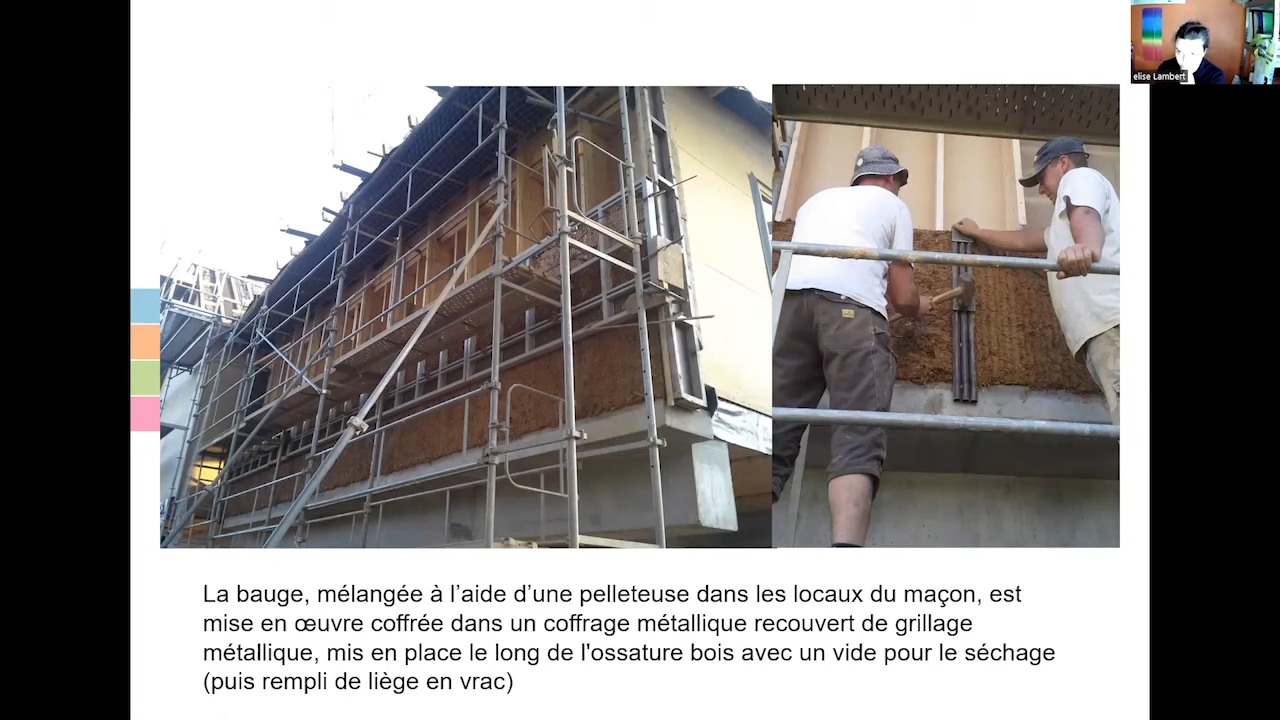 elise Lambert
La bauge, mélangée à l’aide d’une pelleteuse dans les locaux du maçon, est
mise en œuvre coffrée dans un coffrage métallique recouvert de grillage
métallique, mis en place le long de l'ossature bois avec un vide pour le séchage
(puis rempli de liège en vrac)